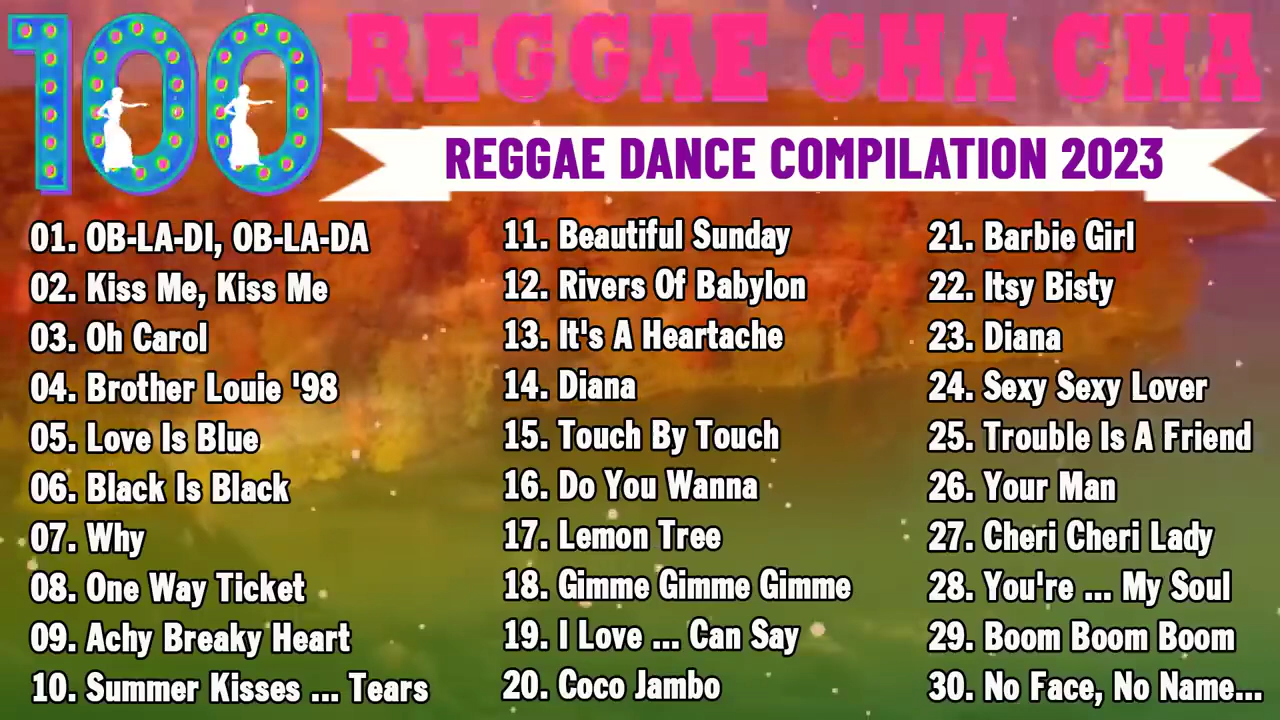 100 REGGAE CHA CHA
REGGAE DANCE COMPILATION 2023
01. OB-LA-DI, OB-LA-DA
02. Kiss Me, Kiss Me
03. Oh Carol
04. Brother Louie '98
05. Love Is Blue
06. Black Is Black
07. Why
08. One Way Ticket
09. Achy Breaky Heart
10. Summer Kisses ... Tears
11. Beautiful Sunday
12. Rivers Of Babylon
13. It's A Heartache
14. Diana
15. Touch By Touch
16. Do You Wanna
17. Lemon Tree
18. Gimme Gimme Gimme
19. I Love ... Can Say
20. Coco Jambo
21. Barbie Girl
22. Itsy Bisty
23. Diana
24. Sexy Sexy Lover
25. Trouble Is A Friend
26. Your Man
27. Cheri Cheri Lady
28. You're ... My Soul
29. Boom Boom Boom
30. No Face, No Name...